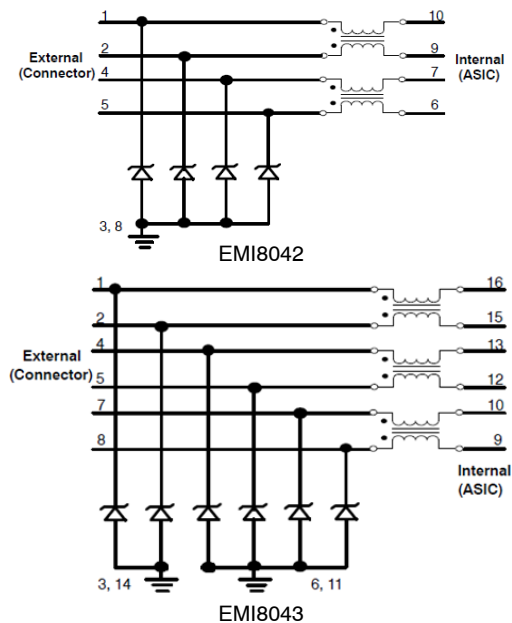 1 10
2 9
External
(Connector)
Internal
(ASIC)
4 7
5 6
3, 8
EMI8042
1 16
2 15
4 13
External
(Connector)
5 12
7 10
8 9
Internal
(ASIC)
3, 14 6, 11
EMI8043